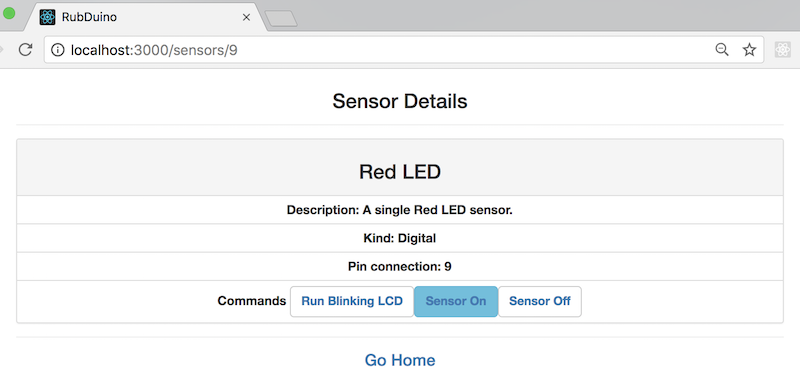 RubDuino
localhost:3000/sensors/9
Sensor Details
Red LED
Description: A single Red LED sensor.
Kind: Digital
Pin connection: 9
Commands Run Blinking LCD Sensor On Sensor Off
Go Home